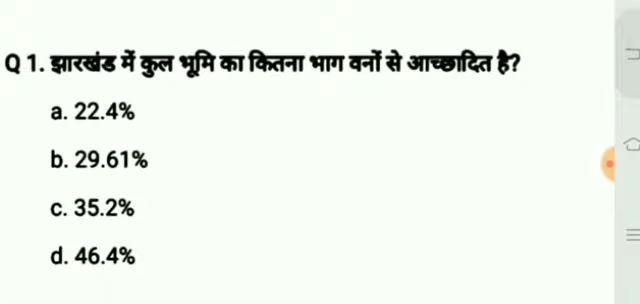 Q 1. झारखंड में कुल भूमि का कितना भाग वनों से आच्छादित है?
a. 22.4%
b. 29.61%
c. 35.2%
d. 46.4%